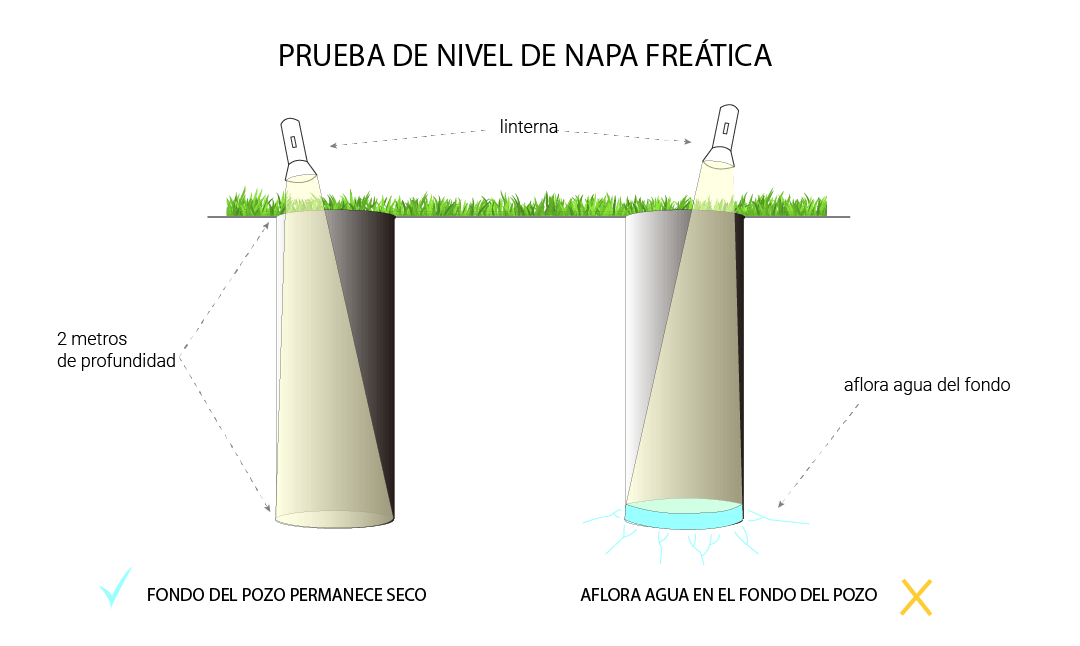 PRUEBA DE NIVEL DE NAPA FREÁTICA
linterna
2 metros
de profundidad
aflora agua del fondo
FONDO DEL POZO PERMANECE SECO
AFLORA AGUA EN EL FONDO DEL POZO